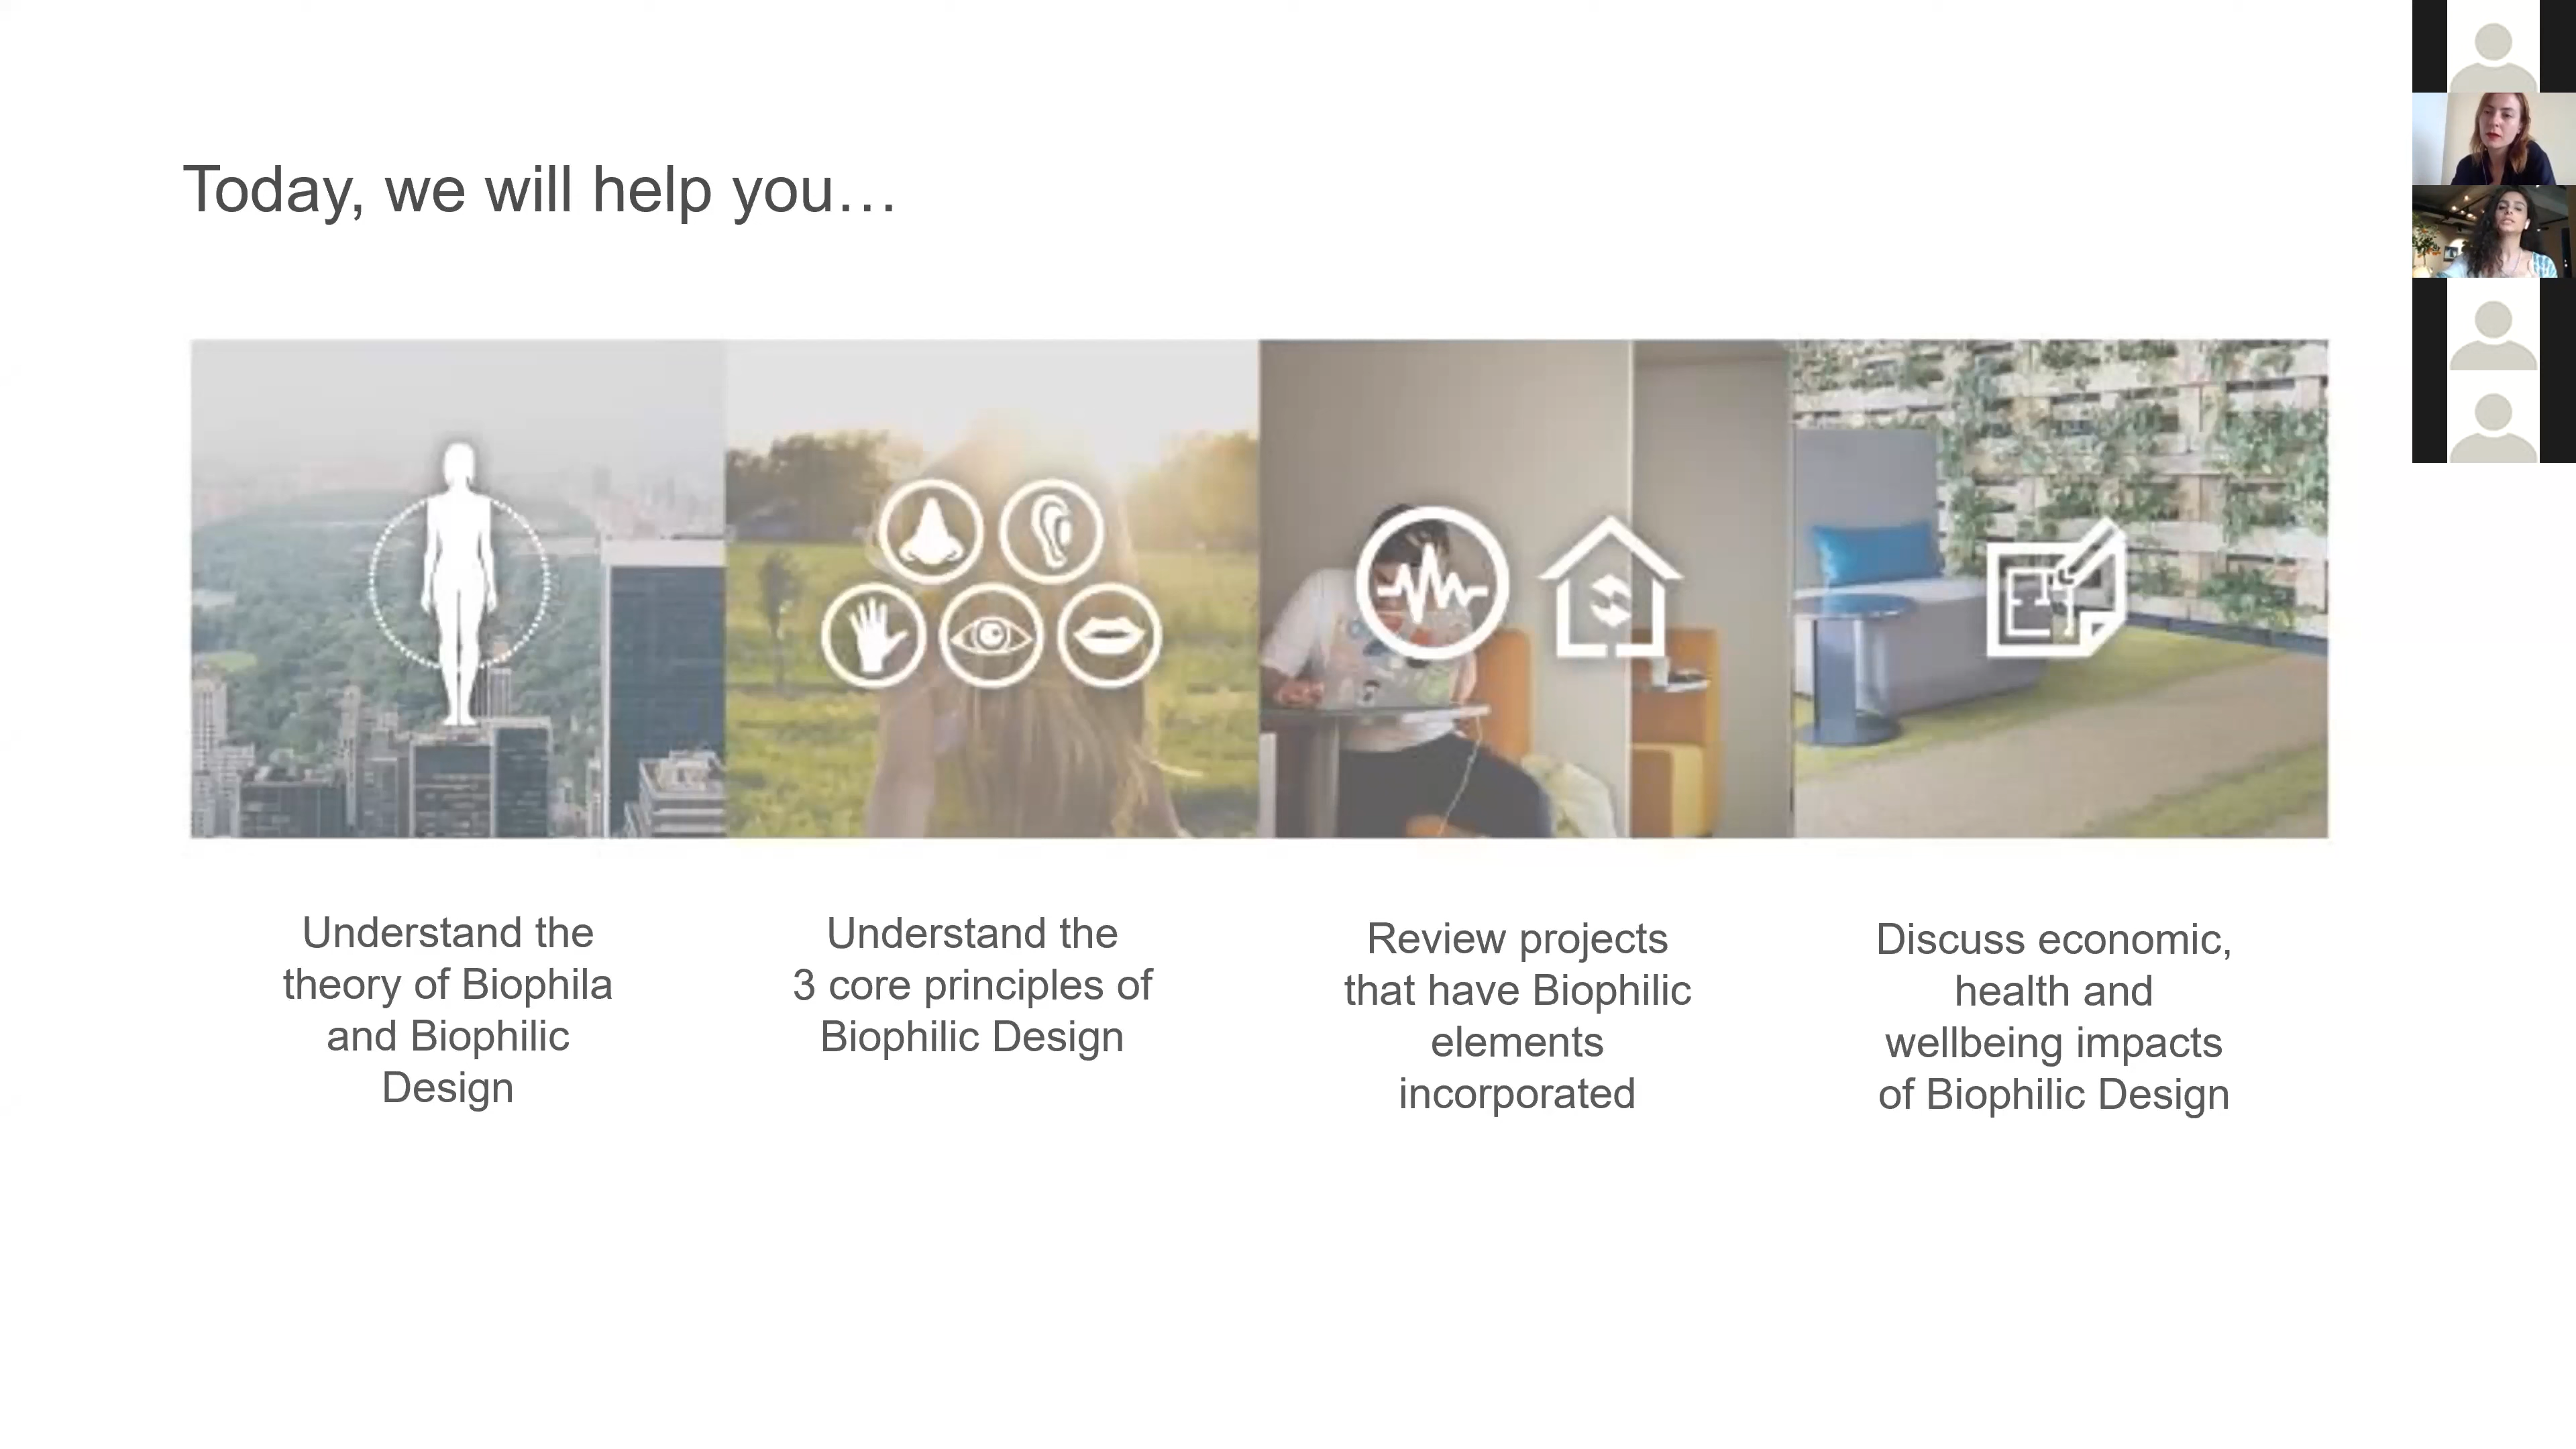 Today, we will help you…
Understand the
theory of Biophila
and Biophilic
Design
Understand the
3 core principles of
Biophilic Design
Review projects
that have Biophilic
elements
incorporated
Discuss economic,
health and
wellbeing impacts
of Biophilic Design